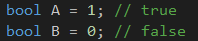 bool A = 1; // true
bool B = 0; // false